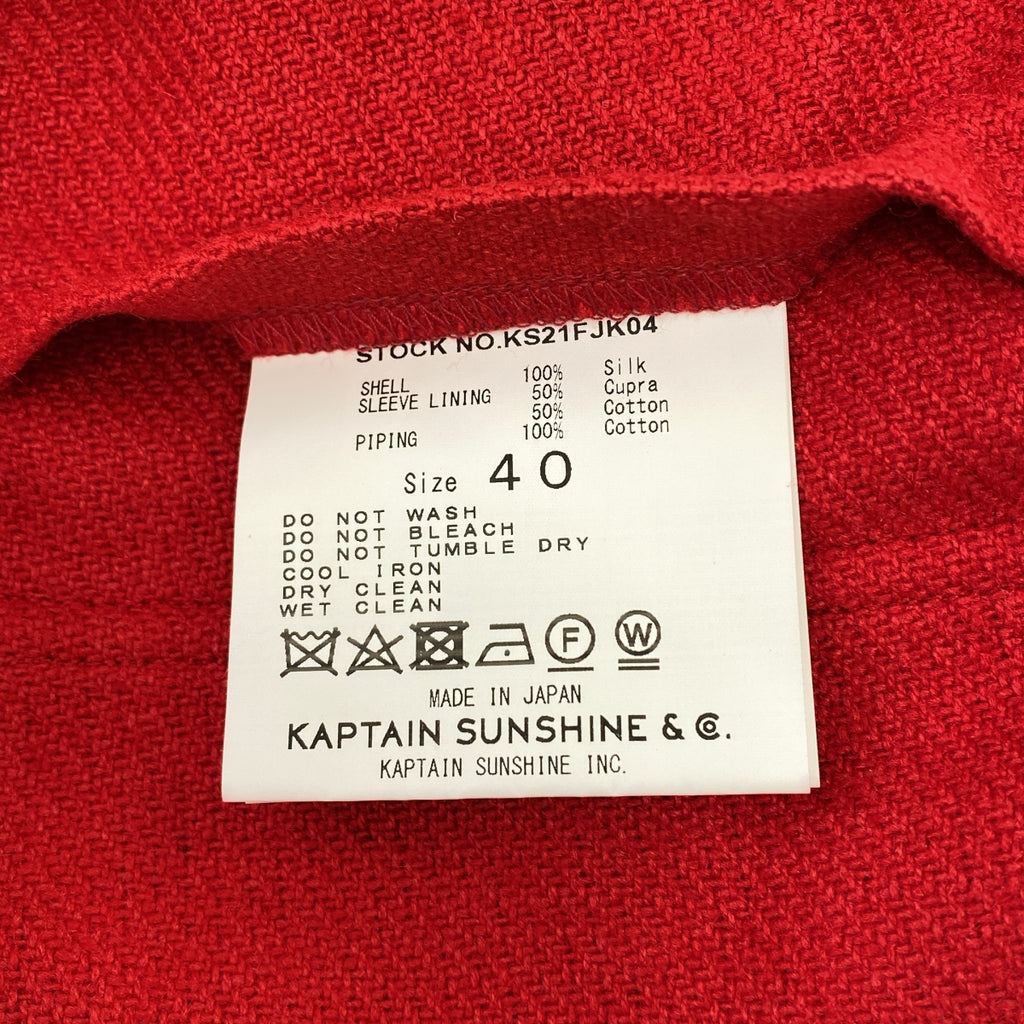 STOCK NO.KS21FJK04
SHELL 100% Silk
SLEEVE LINING 50% Cupra
50% Cotton
PIPING 100% Cotton
Size 40
DO NOT WASH
DO NOT BLEACH
DO NOT TUMBLE DRY
COOL IRON
DRY CLEAN
WET CLEAN
F W
MADE IN JAPAN
KAPTAIN SUNSHINE & Co.
KAPTAIN SUNSHINE INC.